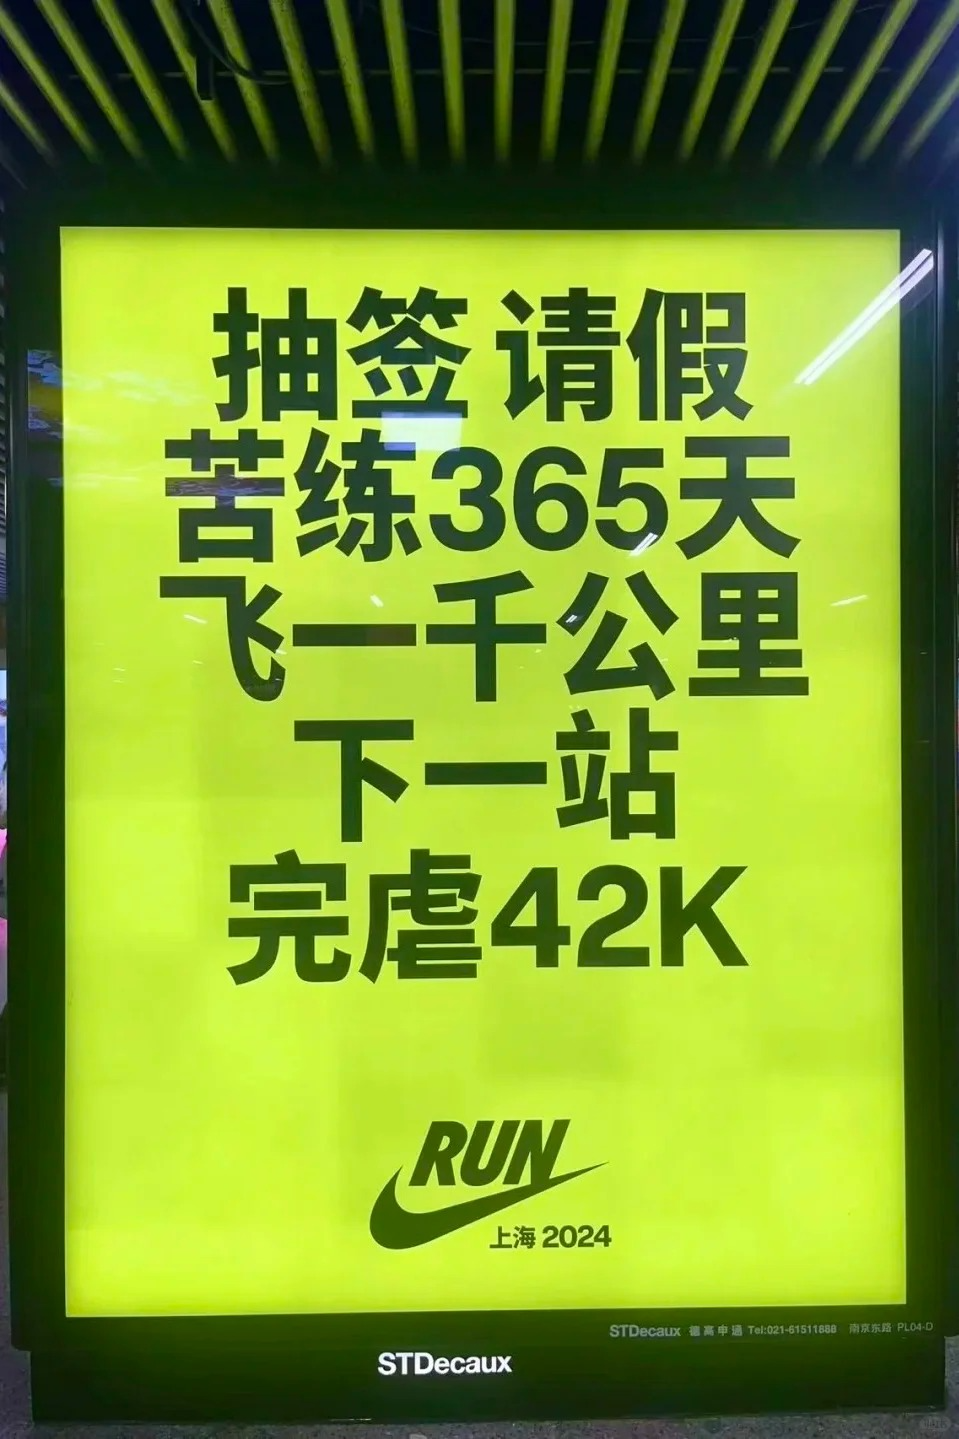 抽签 请假
苦练365天
飞一千公里
下一站
完虐42K
RUN
上海 2024
STDecaux 德高申通 Tel:021-61511888 南京东路 PL04-D
STDecaux